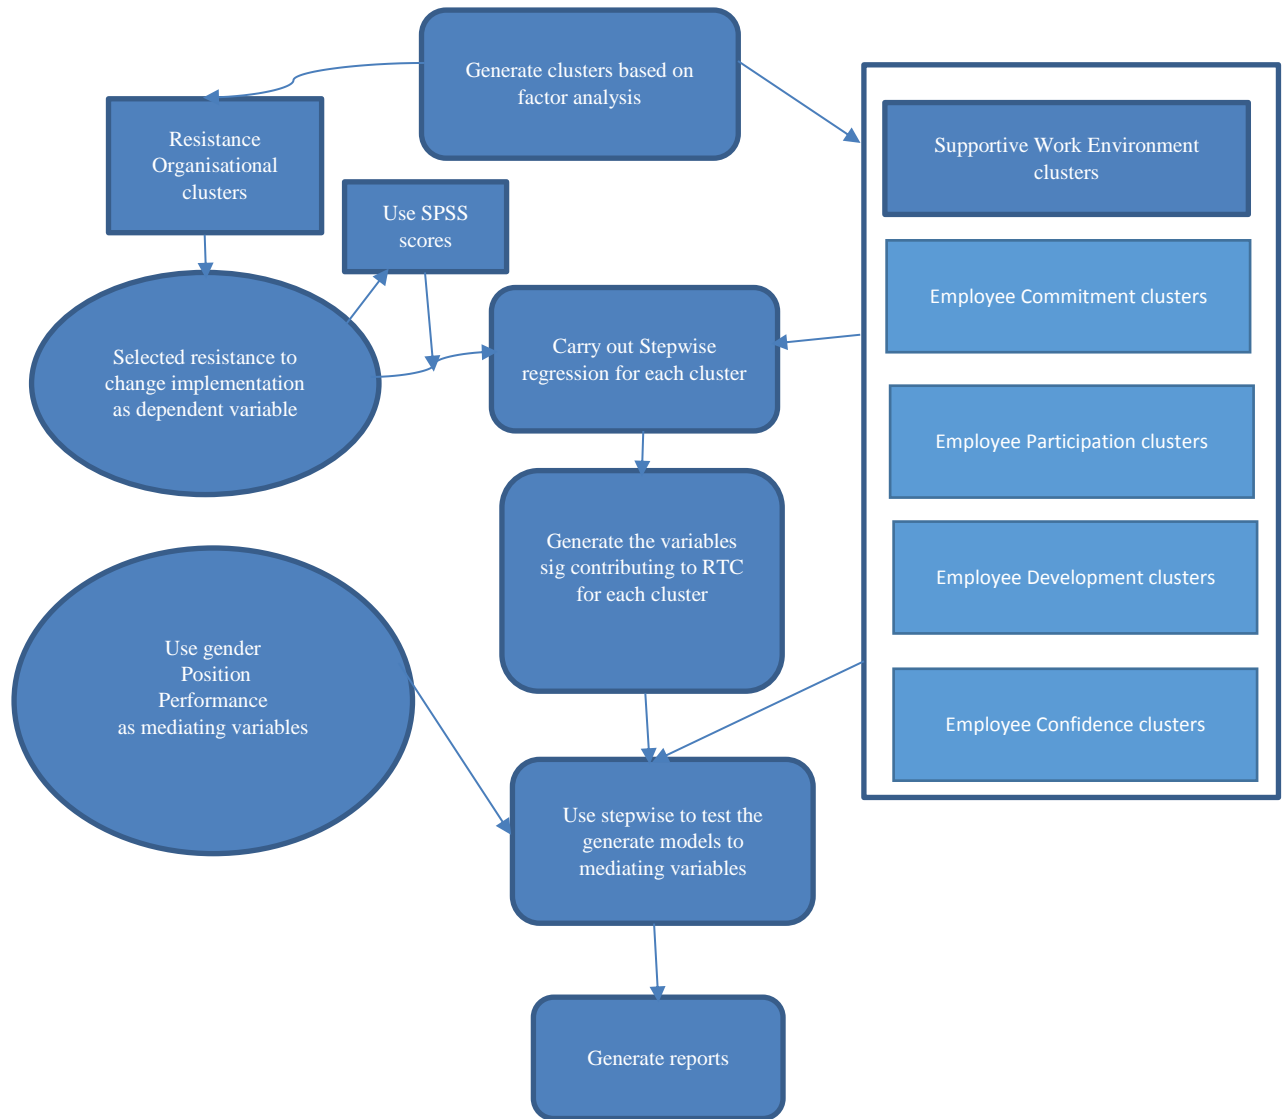 Generate clusters based on
factor analysis
Resistance
Organisational
clusters
Supportive Work Environment
clusters
Use SPSS
scores
Employee Commitment clusters
Selected resistance to
change implementation
as dependent variable
Carry out Stepwise
regression for each cluster
Employee Participation clusters
Generate the variables
sig contributing to RTC
for each cluster
Employee Development clusters
Use gender
Position
Performance
as mediating variables
Employee Confidence clusters
Use stepwise to test the
generate models to
mediating variables
Generate reports